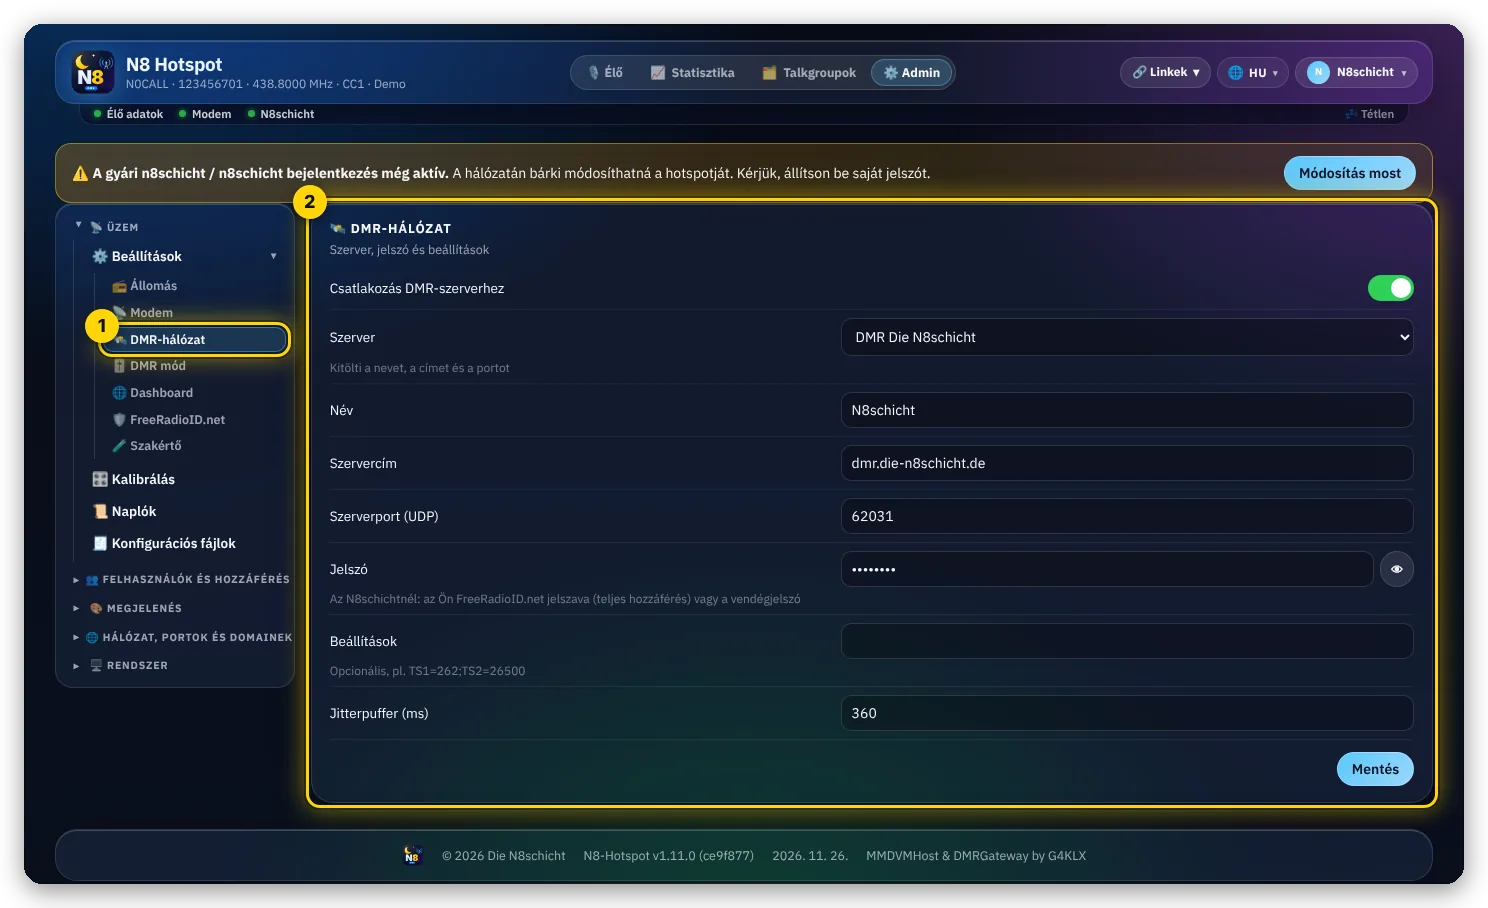 N8 Hotspot
N0CALL · 123456701 · 438.8000 MHz · CC1 · Demo
Élő
Statisztika
Talkgroupok
Admin
Linkek
HU
N
N8schicht
Élő adatok
Modem
N8schicht
Tétlen
A gyári n8schicht / n8schicht bejelentkezés még aktív. A hálózatán bárki módosíthatná a hotspotját. Kérjük, állítson be saját jelszót.
Módosítás most
ÜZEM
Beállítások
Állomás
Modem
1
DMR-hálózat
DMR mód
Dashboard
FreeRadioID.net
Szakértő
Kalibrálás
Naplók
Konfigurációs fájlok
FELHASZNÁLÓK ÉS HOZZÁFÉRÉS
MEGJELENÉS
HÁLÓZAT, PORTOK ÉS DOMAINEK
RENDSZER
2
DMR-HÁLÓZAT
Szerver, jelszó és beállítások
Csatlakozás DMR-szerverhez
Szerver
DMR Die N8schicht
Kitölti a nevet, a címet és a portot
Név
N8schicht
Szervercím
dmr.die-n8schicht.de
Szerverport (UDP)
62031
Jelszó
••••••••
Az N8schichtnél: az Ön FreeRadioID.net jelszava (teljes hozzáférés) vagy a vendégjelszó
Beállítások
Opcionális, pl. TS1=262;TS2=26500
Jitterpuffer (ms)
360
Mentés
N8
© 2026 Die N8schicht
N8-Hotspot v1.11.0 (ce9f877)
2026. 11. 26.
MMDVMHost & DMRGateway by G4KLX